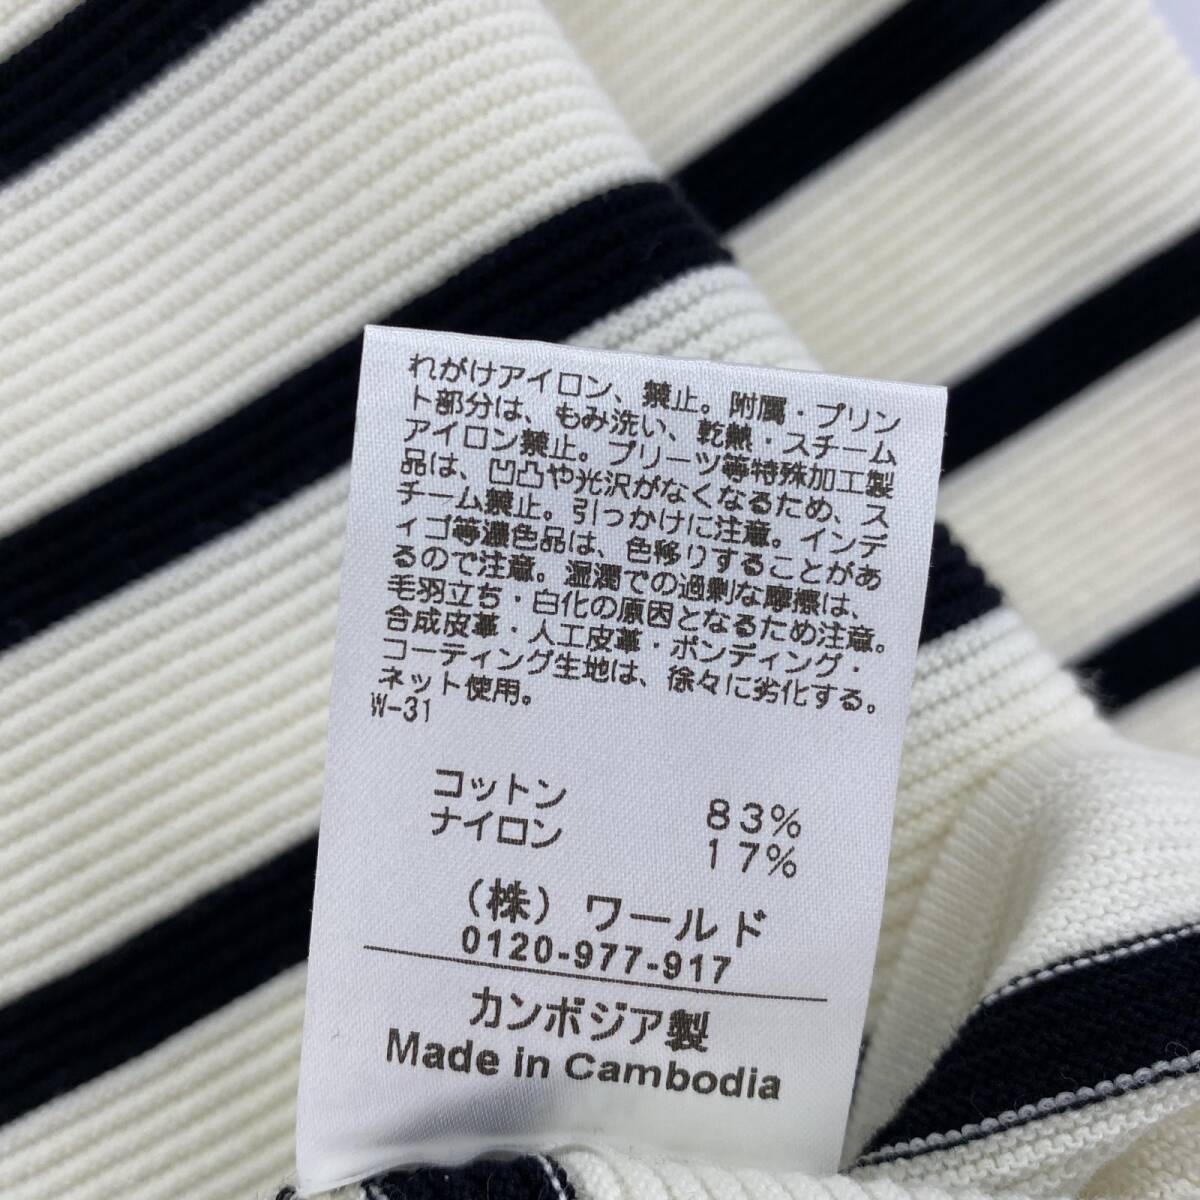 れがけアイロン、禁止。附属・プリン
ト部分は、もみ洗い、乾熱・スチーム
アイロン禁止。プリーツ等特殊加工製
品は、凹凸や光沢がなくなるため、ス
チーム禁止。引っかけに注意。インデ
ィゴ等濃色品は、色移りすることがあ
るので注意。湿潤での過剰な摩擦は、
毛羽立ち・白化の原因となるため注意。
合成皮革・人工皮革・ボンディング・
コーティング生地は、徐々に劣化する。
ネット使用。
W-31
コットン 83%
ナイロン 17%
(株) ワールド
0120-977-917
カンボジア製
Made in Cambodia